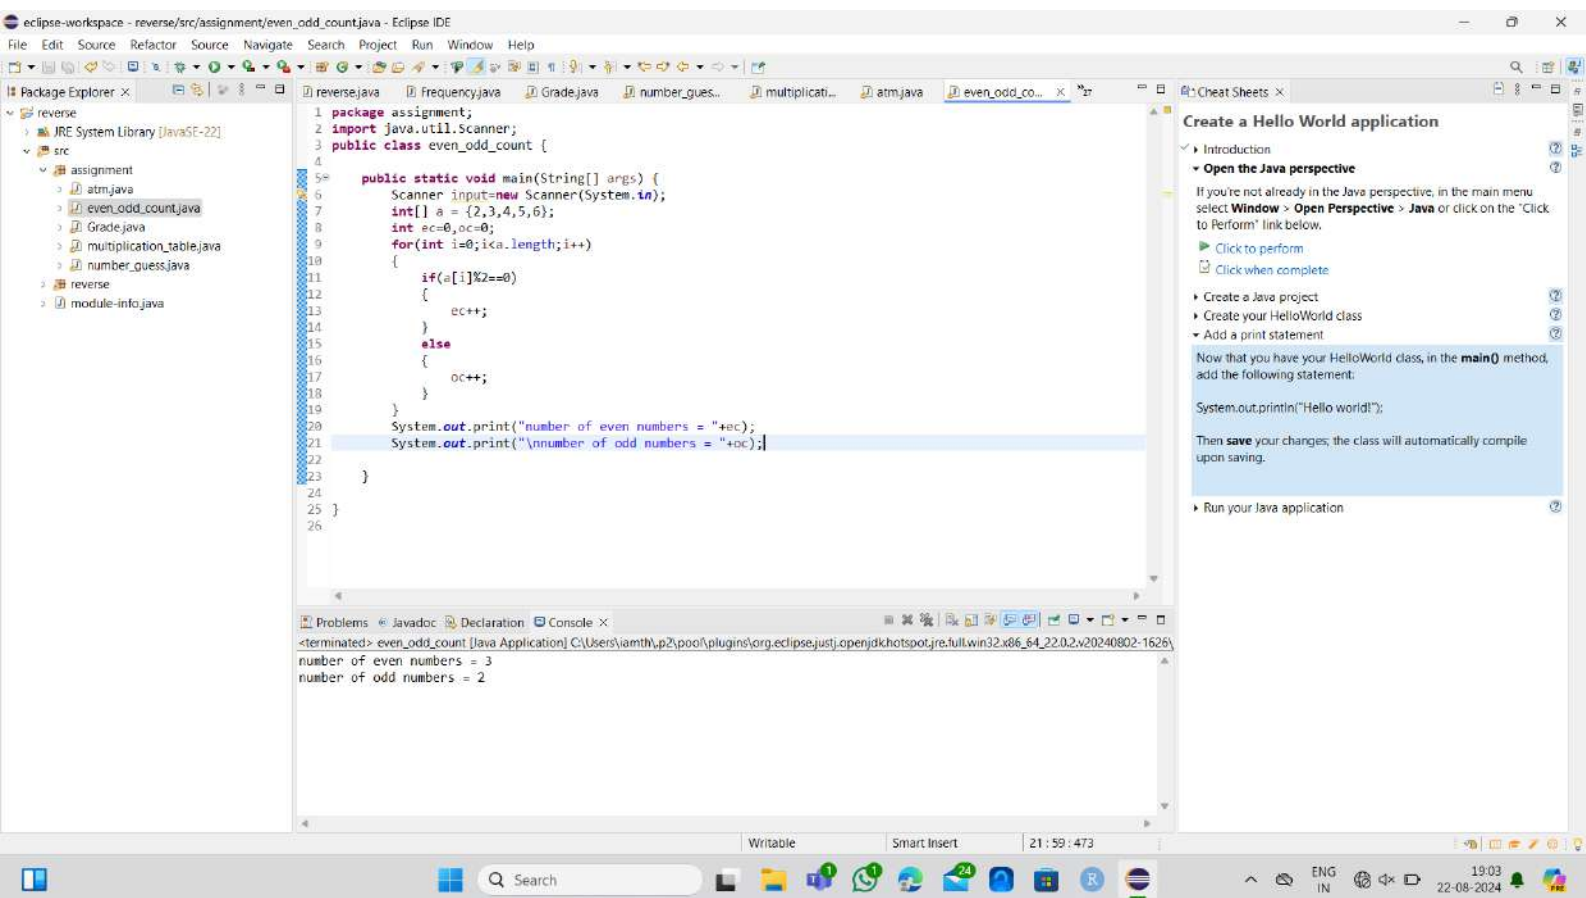 eclipse-workspace - reverse/src/assignment/even_odd_count.java - Eclipse IDE
File Edit Source Refactor Source Navigate Search Project Run Window Help
Package Explorer ×
reverse
JRE System Library [JavaSE-22]
src
assignment
atm.java
even_odd_count.java
Grade.java
multiplication_table.java
number_guess.java
reverse
module-info.java
reverse.java Frequency.java Grade.java number_gues... multiplicati... atm.java even_odd_co... × »27
1 package assignment;
2 import java.util.Scanner;
3 public class even_odd_count {
4
5 public static void main(String[] args) {
6 Scanner input=new Scanner(System.in);
7 int[] a = {2,3,4,5,6};
8 int ec=0,oc=0;
9 for(int i=0;i<a.length;i++)
10 {
11 if(a[i]%2==0)
12 {
13 ec++;
14 }
15 else
16 {
17 oc++;
18 }
19 }
20 System.out.print("number of even numbers = "+ec);
21 System.out.print("\nnumber of odd numbers = "+oc);
22
23 }
24
25 }
26
Problems Javadoc Declaration Console ×
<terminated> even_odd_count [Java Application] C:\Users\iamth\.p2\pool\plugins\org.eclipse.justj.openjdk.hotspot.jre.full.win32.x86_64_22.0.2.v20240802-1626\
number of even numbers = 3
number of odd numbers = 2
Cheat Sheets ×
Create a Hello World application
Introduction
Open the Java perspective
If you're not already in the Java perspective, in the main menu
select Window > Open Perspective > Java or click on the "Click
to Perform" link below.
Click to perform
Click when complete
Create a Java project
Create your HelloWorld class
Add a print statement
Now that you have your HelloWorld class, in the main() method,
add the following statement:
System.out.println("Hello world!");
Then save your changes; the class will automatically compile
upon saving.
Run your Java application
Writable Smart Insert 21 : 59 : 473
Search
1
1
24
R
ENG
IN
19:03
22-08-2024
PRE